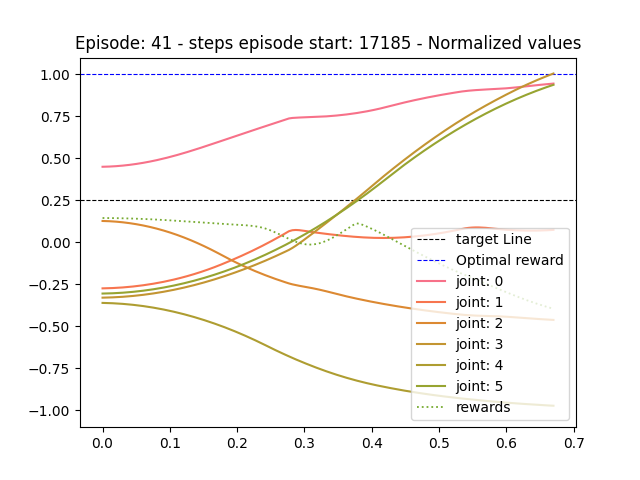 Episode: 41 - steps episode start: 17185 - Normalized values
1.00
0.75
0.50
0.25
0.00
−0.25
−0.50
−0.75
−1.00
target Line
Optimal reward
joint: 0
joint: 1
joint: 2
joint: 3
joint: 4
joint: 5
rewards
0.0 0.1 0.2 0.3 0.4 0.5 0.6 0.7